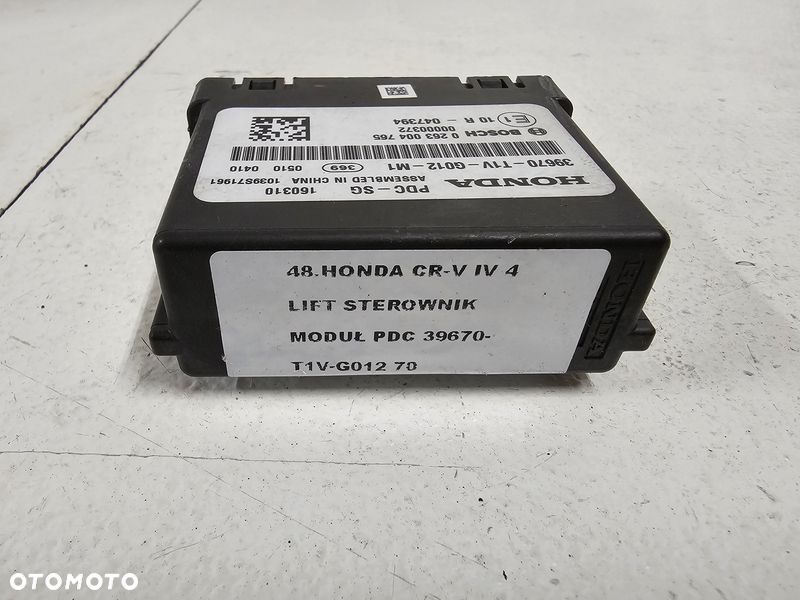 HONDA
PDC-SG
160310
39670-T1V-G012-M1
ASSEMBLED IN CHINA 1039S71961
369 0510 0410
BOSCH 0 263 004 765
00000372
E1 10 R - 047394
48.HONDA CR-V IV 4
LIFT STEROWNIK
MODUŁ PDC 39670-
T1V-G012 70
HONDA
OTOMOTO